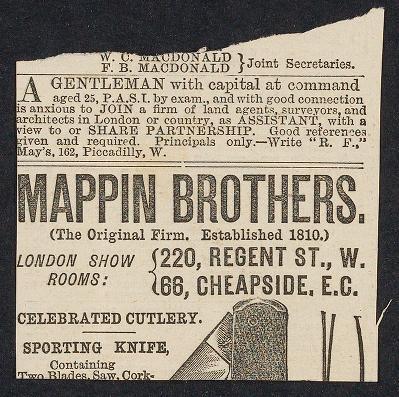 W. C. MACDONALD
F. B. MACDONALD } Joint Secretaries.
A GENTLEMAN with capital at command
aged 25, P.A.S.I. by exam., and with good connection
is anxious to JOIN a firm of land agents, surveyors, and
architects in London or country, as ASSISTANT, with a
view to or SHARE PARTNERSHIP. Good references
given and required. Principals only.—Write "R. F.,"
May's, 162, Piccadilly, W.
MAPPIN BROTHERS.
(The Original Firm. Established 1810.)
LONDON SHOW ROOMS: { 220, REGENT ST., W.
66, CHEAPSIDE, E.C.
CELEBRATED CUTLERY.
SPORTING KNIFE,
Containing
Two Blades, Saw, Cork-